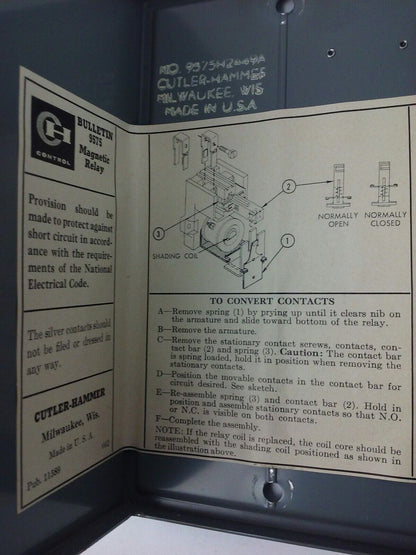 NO. 9575H2649A
CUTLER-HAMMER
MILWAUKEE, WIS
MADE IN U.S.A
CH
CONTROL
BULLETIN
9575
Magnetic
Relay
Provision should be
made to protect against
short circuit in accord-
ance with the require-
ments of the National
Electrical Code.
The silver contacts should
not be filed or dressed in
any way.
CUTLER-HAMMER
Milwaukee, Wis.
Made in U. S. A
Pub. 11589
2
3
SHADING COIL
1
NORMALLY
OPEN
NORMALLY
CLOSED
TO CONVERT CONTACTS
A—Remove spring (1) by prying up until it clears nib on
the armature and slide toward bottom of the relay.
B—Remove the armature.
C—Remove the stationary contact screws, contacts, con-
tact bar (2) and spring (3). Caution: The contact bar
is spring loaded, hold it in position when removing the
stationary contacts.
D—Position the movable contacts in the contact bar for
circuit desired. See sketch.
E—Re-assemble spring (3) and contact bar (2). Hold in
position and assemble stationary contacts so that N.O.
or N.C. is visible on both contacts.
F—Complete the assembly.
NOTE: If the relay coil is replaced, the coil core should be
reassembled with the shading coil positioned as shown in
the illustration above.